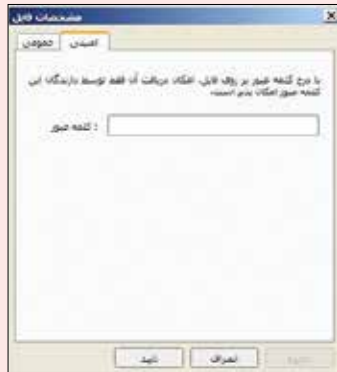 مشخصات فایل
عمومی
امنیتی
با درج کلمه عبور بر روی فایل، امکان دریافت آن فقط توسط دارندگان این
کلمه عبور امکان پذیر است.
کلمه عبور :
تایید
انصراف